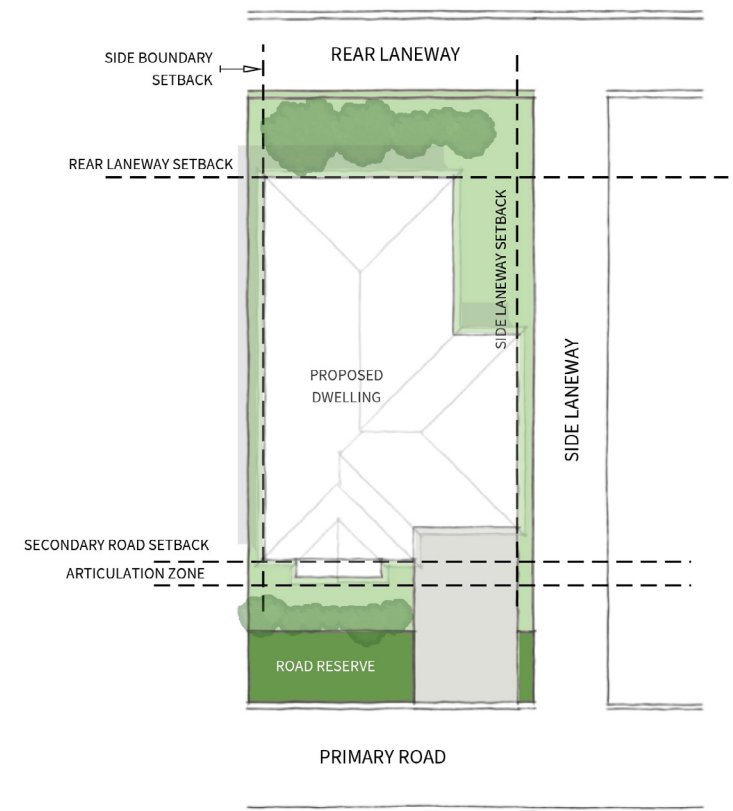 REAR LANEWAY
SIDE BOUNDARY
SETBACK
REAR LANEWAY SETBACK
SIDE LANEWAY SETBACK
SIDE LANEWAY
PROPOSED
DWELLING
SECONDARY ROAD SETBACK
ARTICULATION ZONE
ROAD RESERVE
PRIMARY ROAD